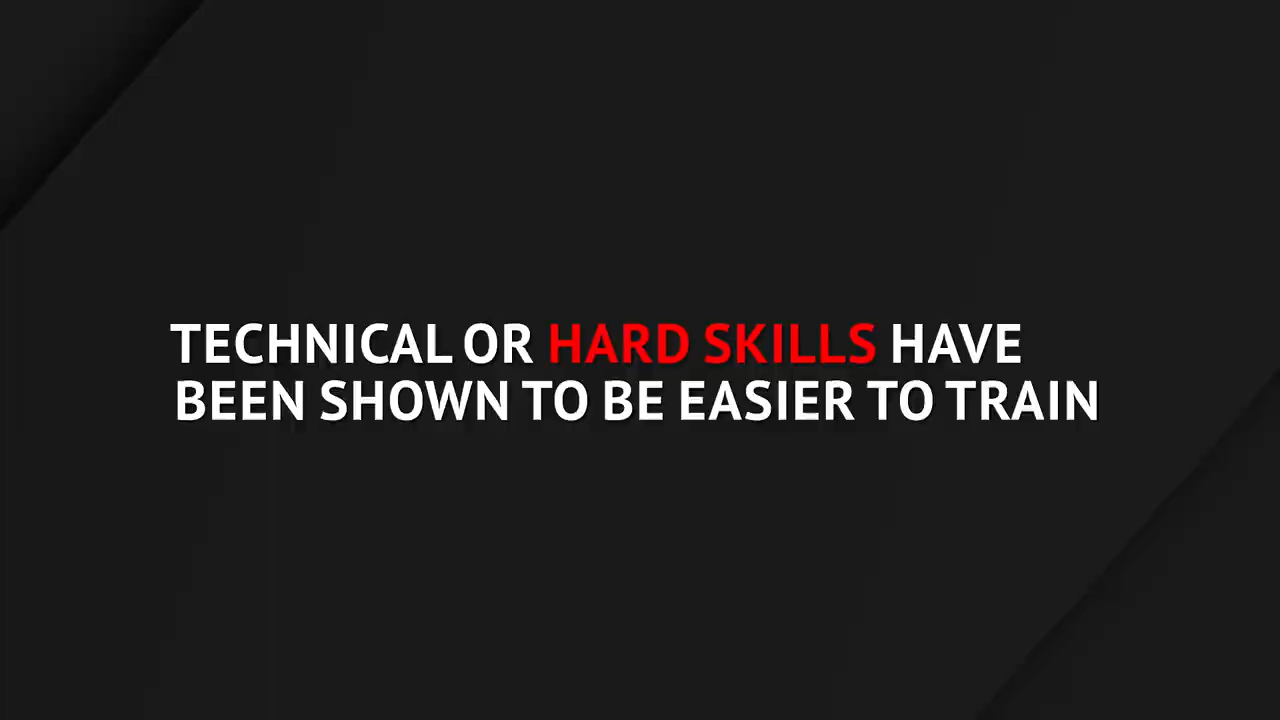 TECHNICAL OR HARD SKILLS HAVE
BEEN SHOWN TO BE EASIER TO TRAIN